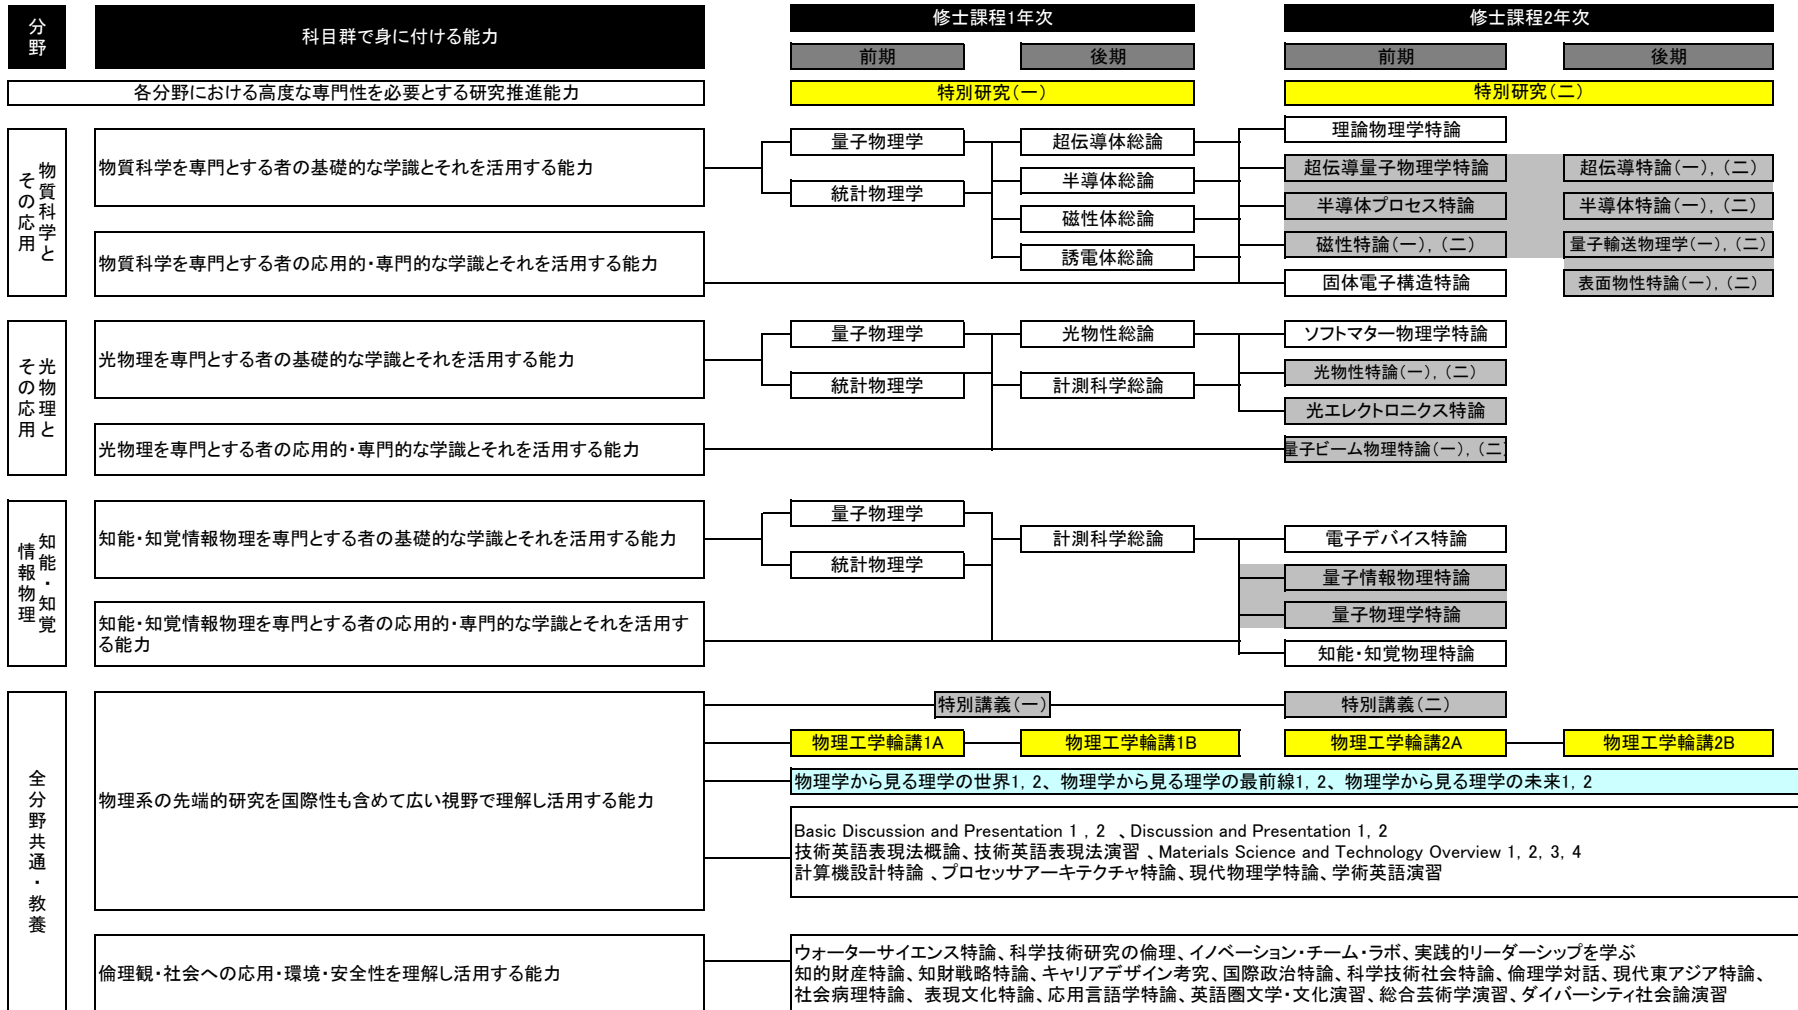 分野
科目群で身に付ける能力
修士課程1年次
修士課程2年次
前期
後期
前期
後期
各分野における高度な専門性を必要とする研究推進能力
特別研究(一)
特別研究(二)
物質科学と
その応用
物質科学を専門とする者の基礎的な学識とそれを活用する能力
物質科学を専門とする者の応用的・専門的な学識とそれを活用する能力
量子物理学
統計物理学
超伝導体総論
半導体総論
磁性体総論
誘電体総論
理論物理学特論
超伝導量子物理学特論
半導体プロセス特論
磁性特論(一), (二)
固体電子構造特論
超伝導特論(一), (二)
半導体特論(一), (二)
量子輸送物理学(一), (二)
表面物性特論(一), (二)
光物理と
その応用
光物理を専門とする者の基礎的な学識とそれを活用する能力
光物理を専門とする者の応用的・専門的な学識とそれを活用する能力
量子物理学
統計物理学
光物性総論
計測科学総論
ソフトマター物理学特論
光物性特論(一), (二)
光エレクトロニクス特論
量子ビーム物理特論(一), (二)
知能・知覚
情報物理
知能・知覚情報物理を専門とする者の基礎的な学識とそれを活用する能力
知能・知覚情報物理を専門とする者の応用的・専門的な学識とそれを活用す
る能力
量子物理学
統計物理学
計測科学総論
電子デバイス特論
量子情報物理特論
量子物理学特論
知能・知覚物理特論
全分野共通・教養
物理系の先端的研究を国際性も含めて広い視野で理解し活用する能力
特別講義(一)
特別講義(二)
物理工学輪講1A
物理工学輪講1B
物理工学輪講2A
物理工学輪講2B
物理学から見る理学の世界1, 2、物理学から見る理学の最前線1, 2、物理学から見る理学の未来1, 2
Basic Discussion and Presentation 1 , 2 、Discussion and Presentation 1, 2
技術英語表現法概論、技術英語表現法演習 、Materials Science and Technology Overview 1, 2, 3, 4
計算機設計特論 、プロセッサアーキテクチャ特論、現代物理学特論、学術英語演習
倫理観・社会への応用・環境・安全性を理解し活用する能力
ウォーターサイエンス特論、科学技術研究の倫理、イノベーション・チーム・ラボ、実践的リーダーシップを学ぶ
知的財産特論、知財戦略特論、キャリアデザイン考究、国際政治特論、科学技術社会特論、倫理学対話、現代東アジア特論、
社会病理特論、 表現文化特論、応用言語学特論、英語圏文学・文化演習、総合芸術学演習、ダイバーシティ社会論演習